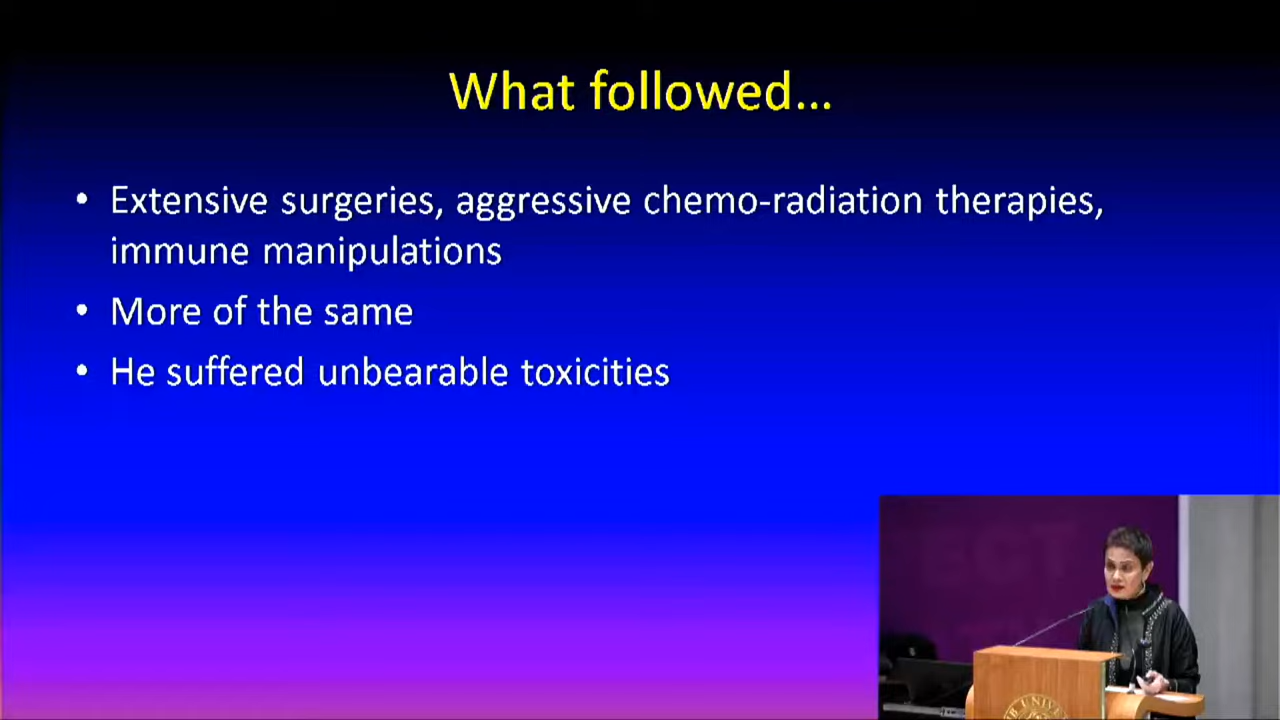 What followed...
• Extensive surgeries, aggressive chemo-radiation therapies,
immune manipulations
• More of the same
• He suffered unbearable toxicities